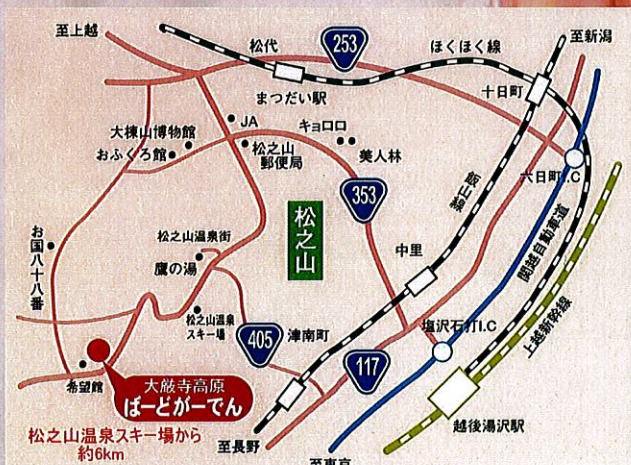 至上越
松代
253
ほくほく線
至新潟
まつだい駅
十日町
JA
キョロロ
大棟山博物館
おふくろ館
松之山
郵便局
美人林
六日町I.C
353
飯山線
松之山
お国八十八番
松之山温泉街
鷹の湯
中里
関越自動車道
上越新幹線
松之山温泉
スキー場
405
津南町
塩沢石打I.C
117
希望館
大厳寺高原
ばーどがーでん
越後湯沢駅
松之山温泉スキー場から
約6km
至長野
至東京